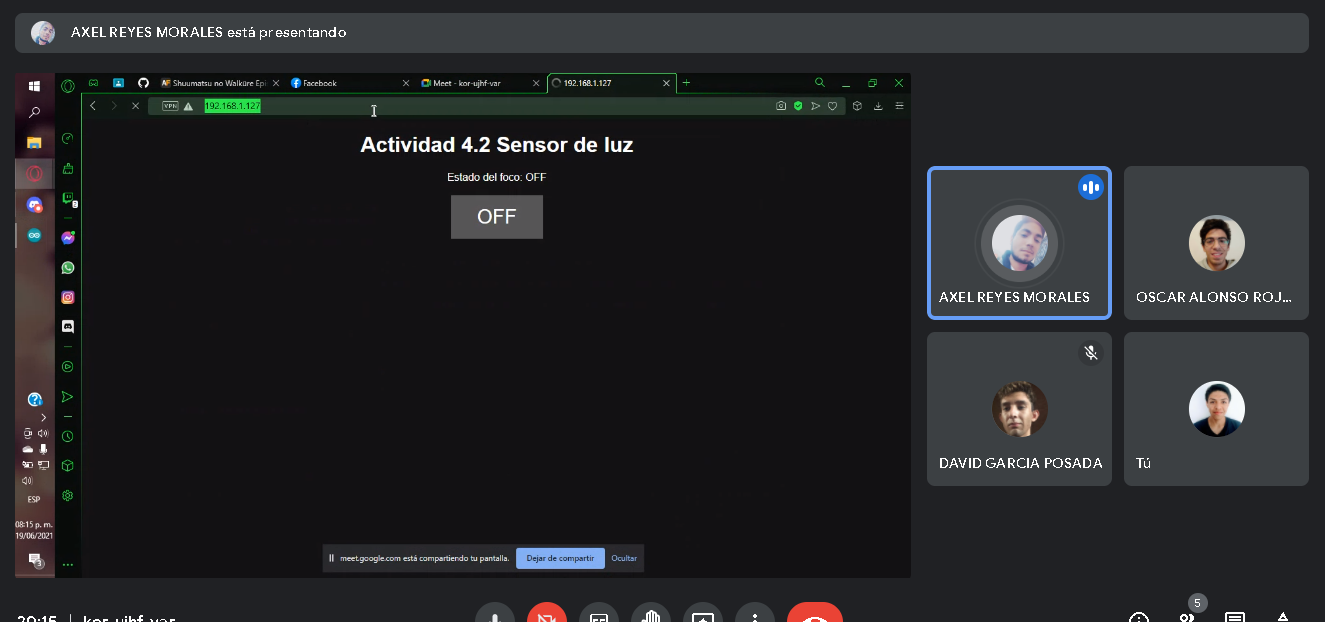 AXEL REYES MORALES está presentando
Shuumatsu no Walküre Epi
Facebook
Meet - kor-ujhf-var
192.168.1.127
VPN
192.168.1.127
Actividad 4.2 Sensor de luz
Estado del foco: OFF
OFF
ESP
08:15 p. m.
19/06/2021
3
meet.google.com está compartiendo tu pantalla.
Dejar de compartir
Ocultar
AXEL REYES MORALES
OSCAR ALONSO ROJ...
DAVID GARCIA POSADA
Tú
20:15 | kor-ujhf-var
5